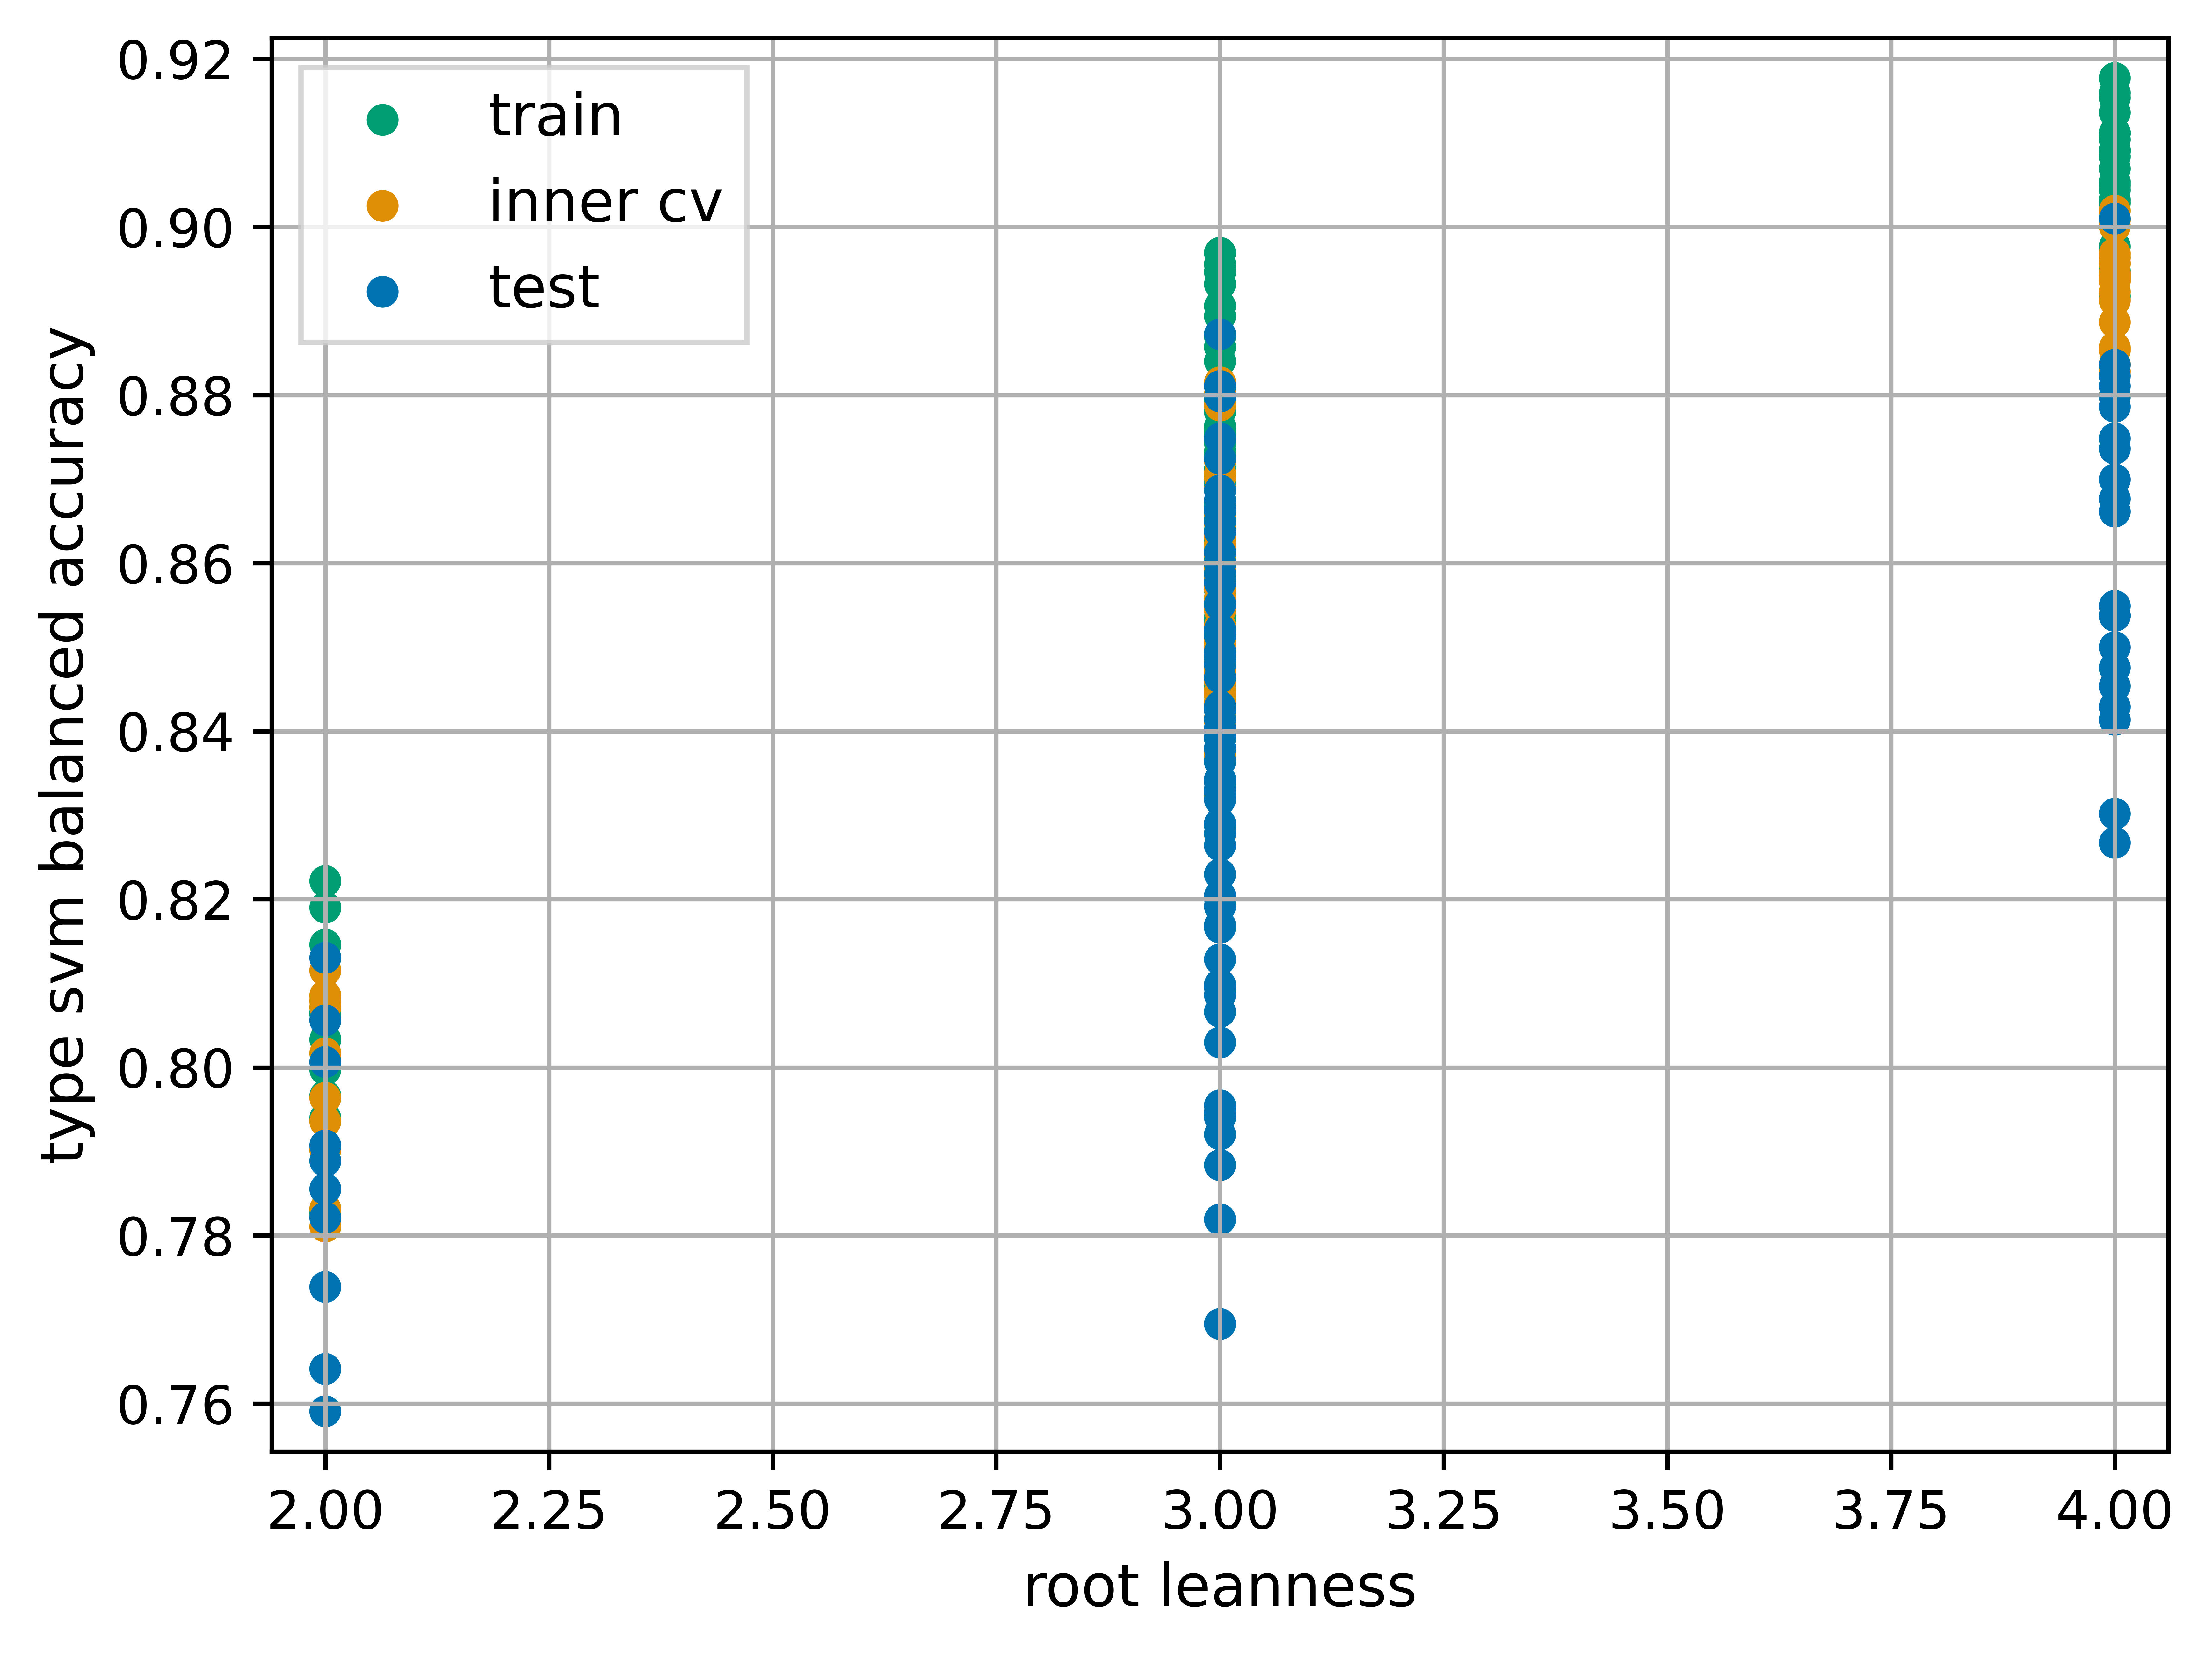 0.92
0.90
0.88
0.86
0.84
0.82
0.80
0.78
0.76
type svm balanced accuracy
train
inner cv
test
2.00 2.25 2.50 2.75 3.00 3.25 3.50 3.75 4.00
root leanness